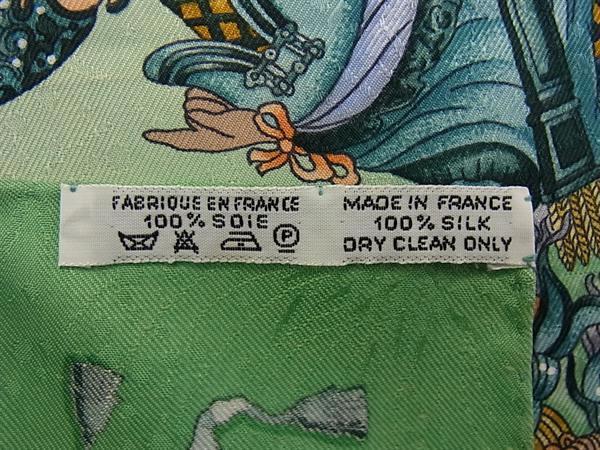 FABRIQUE EN FRANCE
100% SOIE
P
MADE IN FRANCE
100% SILK
DRY CLEAN ONLY